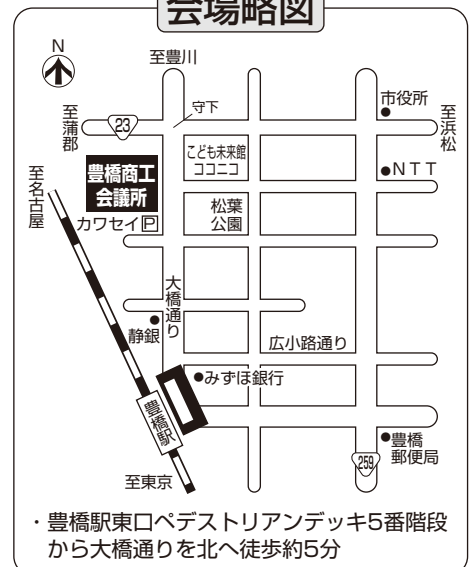 会場略図
N
至豊川
守下
市役所
至蒲郡
23
至浜松
こども未来館
ココニコ
NTT
豊橋商工
会議所
至名古屋
カワセイP
松葉
公園
大橋通り
静銀
広小路通り
みずほ銀行
豊橋駅
豊橋
郵便局
259
至東京
・豊橋駅東口ペデストリアンデッキ5番階段
から大橋通りを北へ徒歩約5分